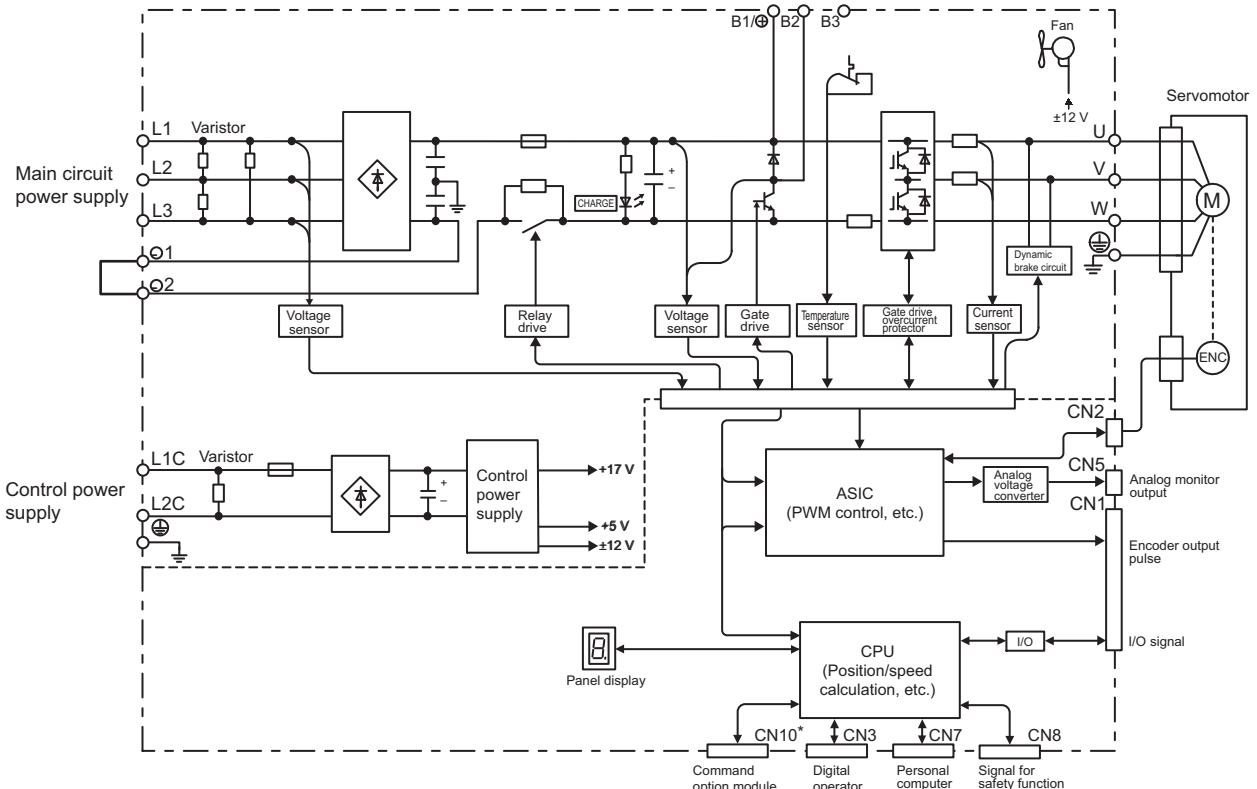 B1/⊕ B2 B3
Fan
±12 V
Servomotor
Main circuit
power supply
L1
Varistor
L2
L3
⊖1
⊖2
CHARGE
+
–
U
V
W
M
ENC
Dynamic
brake circuit
Voltage
sensor
Relay
drive
Voltage
sensor
Gate
drive
Temperature
sensor
Gate drive
overcurrent
protector
Current
sensor
Control power
supply
L1C
Varistor
L2C
+
–
Control
power
supply
+17 V
+5 V
±12 V
ASIC
(PWM control, etc.)
Analog
voltage
converter
CN2
CN5
Analog monitor
output
CN1
Encoder output
pulse
I/O
I/O signal
CPU
(Position/speed
calculation, etc.)
8.
Panel display
CN10*
CN3
CN7
CN8
Command
option module
Digital
operator
Personal
computer
Signal for
safety function